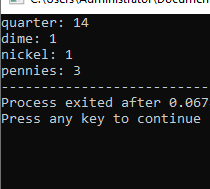 C:\Users\Administrator\Docume
quarter: 14
dime: 1
nickel: 1
pennies: 3
--------------------------
Process exited after 0.067
Press any key to continue